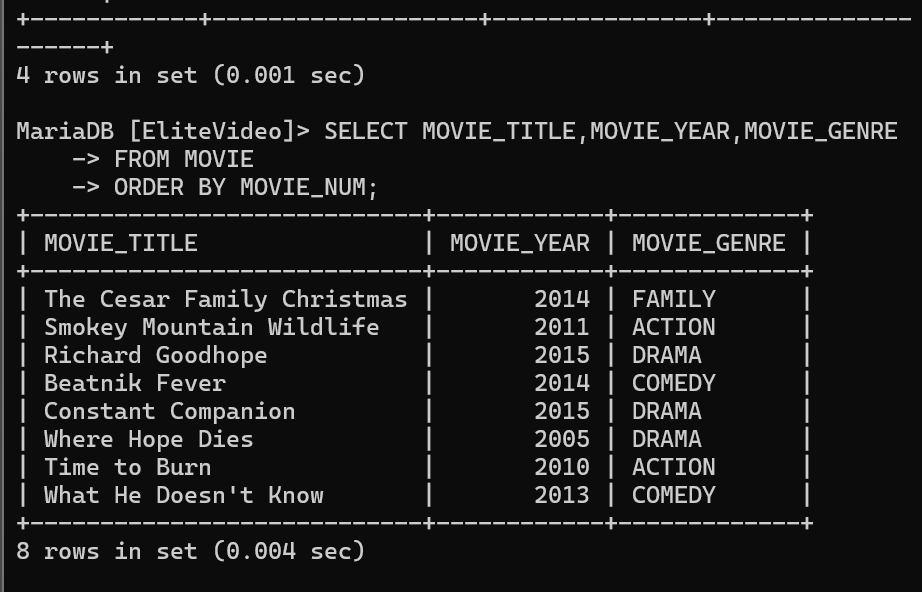 +------------+-------------------+---------------+--------------
------+
4 rows in set (0.001 sec)
MariaDB [EliteVideo]> SELECT MOVIE_TITLE,MOVIE_YEAR,MOVIE_GENRE
    -> FROM MOVIE
    -> ORDER BY MOVIE_NUM;
+----------------------------+------------+-------------+
| MOVIE_TITLE                | MOVIE_YEAR | MOVIE_GENRE |
+----------------------------+------------+-------------+
| The Cesar Family Christmas |       2014 | FAMILY      |
| Smokey Mountain Wildlife   |       2011 | ACTION      |
| Richard Goodhope           |       2015 | DRAMA       |
| Beatnik Fever              |       2014 | COMEDY      |
| Constant Companion         |       2015 | DRAMA       |
| Where Hope Dies            |       2005 | DRAMA       |
| Time to Burn               |       2010 | ACTION      |
| What He Doesn't Know       |       2013 | COMEDY      |
+----------------------------+------------+-------------+
8 rows in set (0.004 sec)